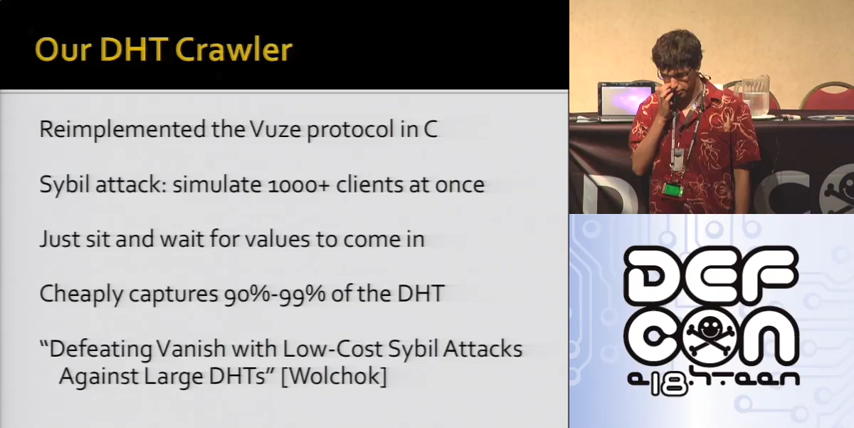 Our DHT Crawler
Reimplemented the Vuze protocol in C
Sybil attack: simulate 1000+ clients at once
Just sit and wait for values to come in
Cheaply captures 90%-99% of the DHT
“Defeating Vanish with Low-Cost Sybil Attacks
Against Large DHTs” [Wolchok]
DEF
CON
e18h-teen